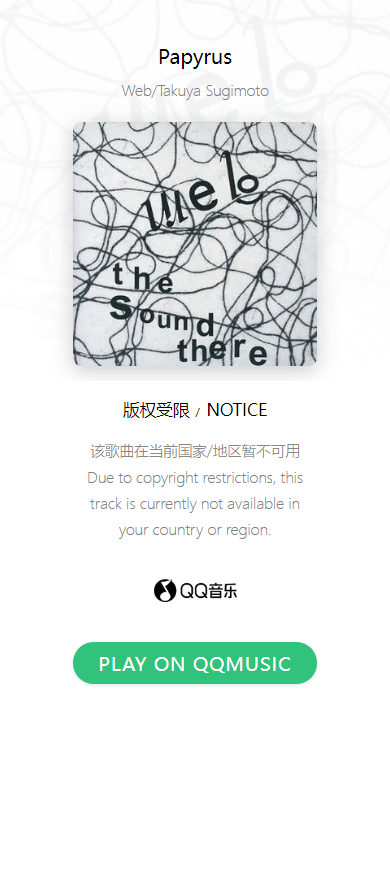 Papyrus
Web/Takuya Sugimoto
web
the
sound
there
版权受限 / NOTICE
该歌曲在当前国家/地区暂不可用
Due to copyright restrictions, this
track is currently not available in
your country or region.
QQ音乐
PLAY ON QQMUSIC